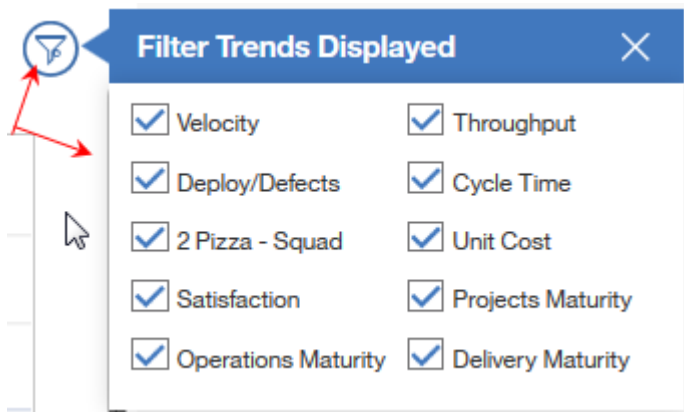 Filter Trends Displayed
Velocity
Throughput
Deploy/Defects
Cycle Time
2 Pizza - Squad
Unit Cost
Satisfaction
Projects Maturity
Operations Maturity
Delivery Maturity